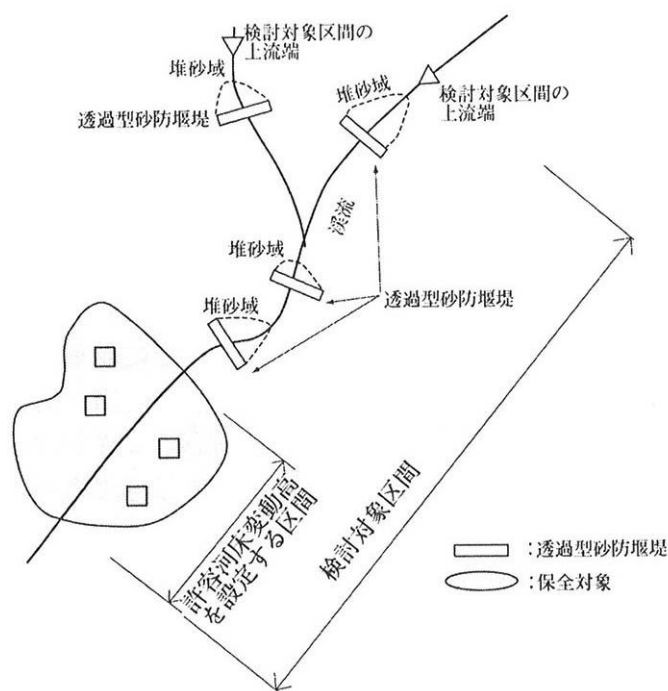 検討対象区間の
上流端
堆砂域
透過型砂防堰堤
堆砂域
検討対象区間の
上流端
渓流
堆砂域
透過型砂防堰堤
堆砂域
許容河床変動高
を設定する区間
検討対象区間
:透過型砂防堰堤
:保全対象